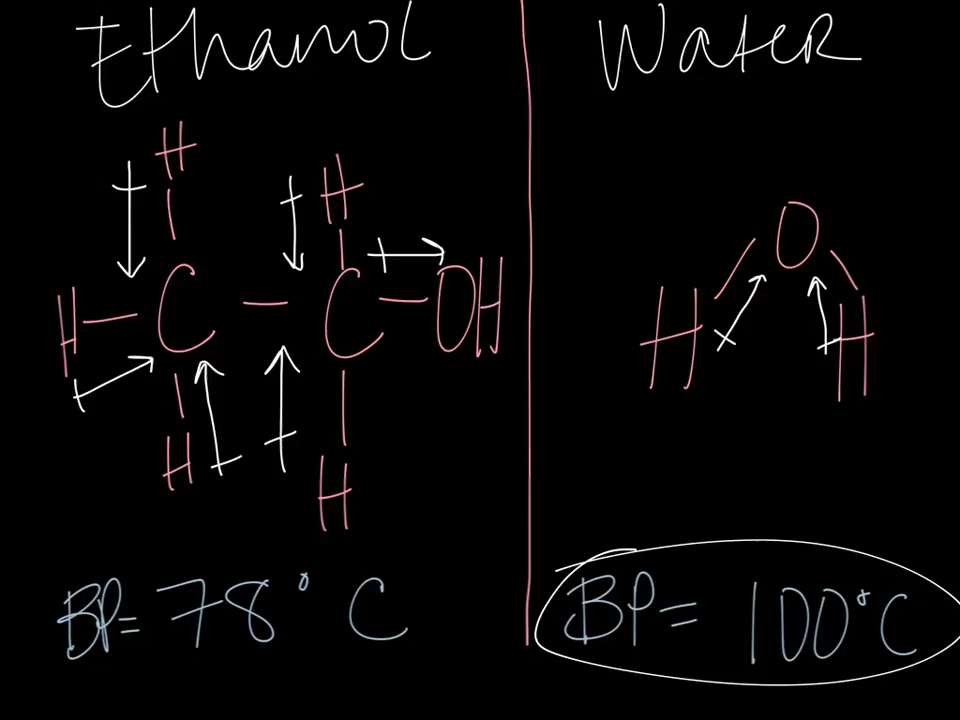 Ethanol
Water
H
H
H — C — C — OH
H
H
O
H H
BP= 78° C
BP= 100°C